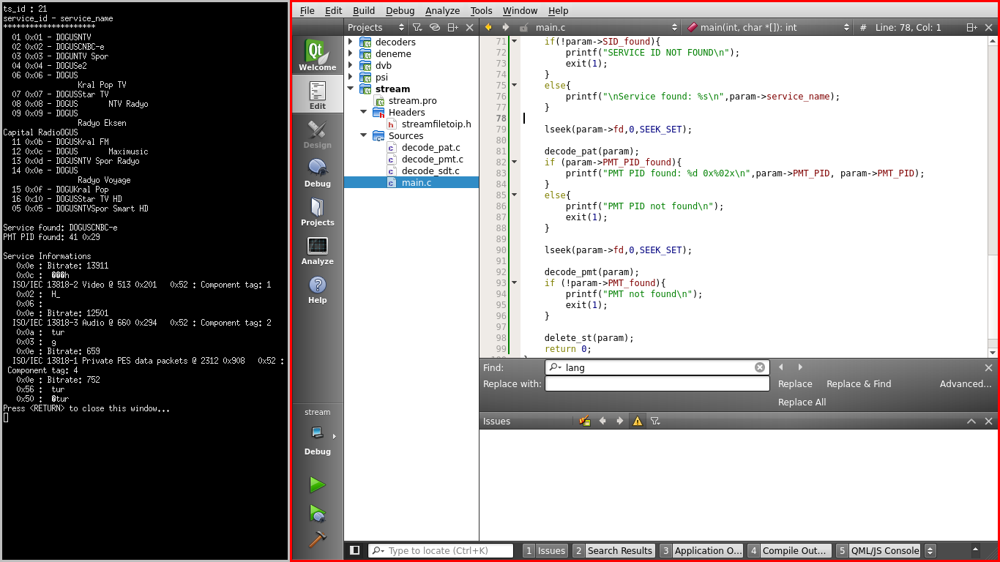 ts_id : 21
service_id - service_name
*********************
01 0x01 - DOGUSNTV
02 0x02 - DOGUSCNBC-e
03 0x03 - DOGUNTV Spor
04 0x04 - DOGUSe2
06 0x06 - DOGUS
Kral Pop TV
07 0x07 - DOGUSStar TV
08 0x08 - DOGUS NTV Radyo
09 0x09 - DOGUS
Radyo Eksen
Capital RadioOGUS
11 0x0b - DOGUSKral FM
12 0x0c - DOGUS Maximusic
13 0x0d - DOGUSNTV Spor Radyo
14 0x0e - DOGUS
Radyo Voyage
15 0x0f - DOGUKral Pop
16 0x10 - DOGUSStar TV HD
05 0x05 - DOGUSNTVSpor Smart HD
Service found: DOGUSCNBC-e
PMT PID found: 41 0x29
Service Informations
0x0e : Bitrate: 13911
0x0c : h
ISO/IEC 13818-2 Video @ 513 0x201 0x52 : Component tag: 1
0x02 : H_
0x06 :
0x0e : Bitrate: 12501
ISO/IEC 13818-3 Audio @ 660 0x294 0x52 : Component tag: 2
0x0a : tur
0x03 : g
0x0e : Bitrate: 659
ISO/IEC 13818-1 Private PES data packets @ 2312 0x908 0x52 :
Component tag: 4
0x0e : Bitrate: 752
0x56 : tur
0x50 : tur
Press <RETURN> to close this window...
File Edit Build Debug Analyze Tools Window Help
Projects main.c main(int, char *[]): int # Line: 78, Col: 1
Qt
Welcome
Edit
Design
Debug
Projects
Analyze
Help
stream
Debug
decoders
deneme
dvb
psi
stream
stream.pro
Headers
streamfiletoip.h
Sources
decode_pat.c
decode_pmt.c
decode_sdt.c
main.c
71 if(!param->SID_found){
72 printf("SERVICE ID NOT FOUND\n");
73 exit(1);
74 }
75 else{
76 printf("\nService found: %s\n",param->service_name);
77 }
78
79 lseek(param->fd,0,SEEK_SET);
80
81 decode_pat(param);
82 if (param->PMT_PID_found){
83 printf("PMT PID found: %d 0x%02x\n",param->PMT_PID, param->PMT_PID);
84 }
85 else{
86 printf("PMT PID not found\n");
87 exit(1);
88 }
89
90 lseek(param->fd,0,SEEK_SET);
91
92 decode_pmt(param);
93 if (!param->PMT_found){
94 printf("PMT not found\n");
95 exit(1);
96 }
97
98 delete_st(param);
99 return 0;
Find: lang
Replace with: Replace Replace & Find Advanced...
Replace All
Issues
Type to locate (Ctrl+K) 1 Issues 2 Search Results 3 Application O... 4 Compile Out... 5 QML/JS Console